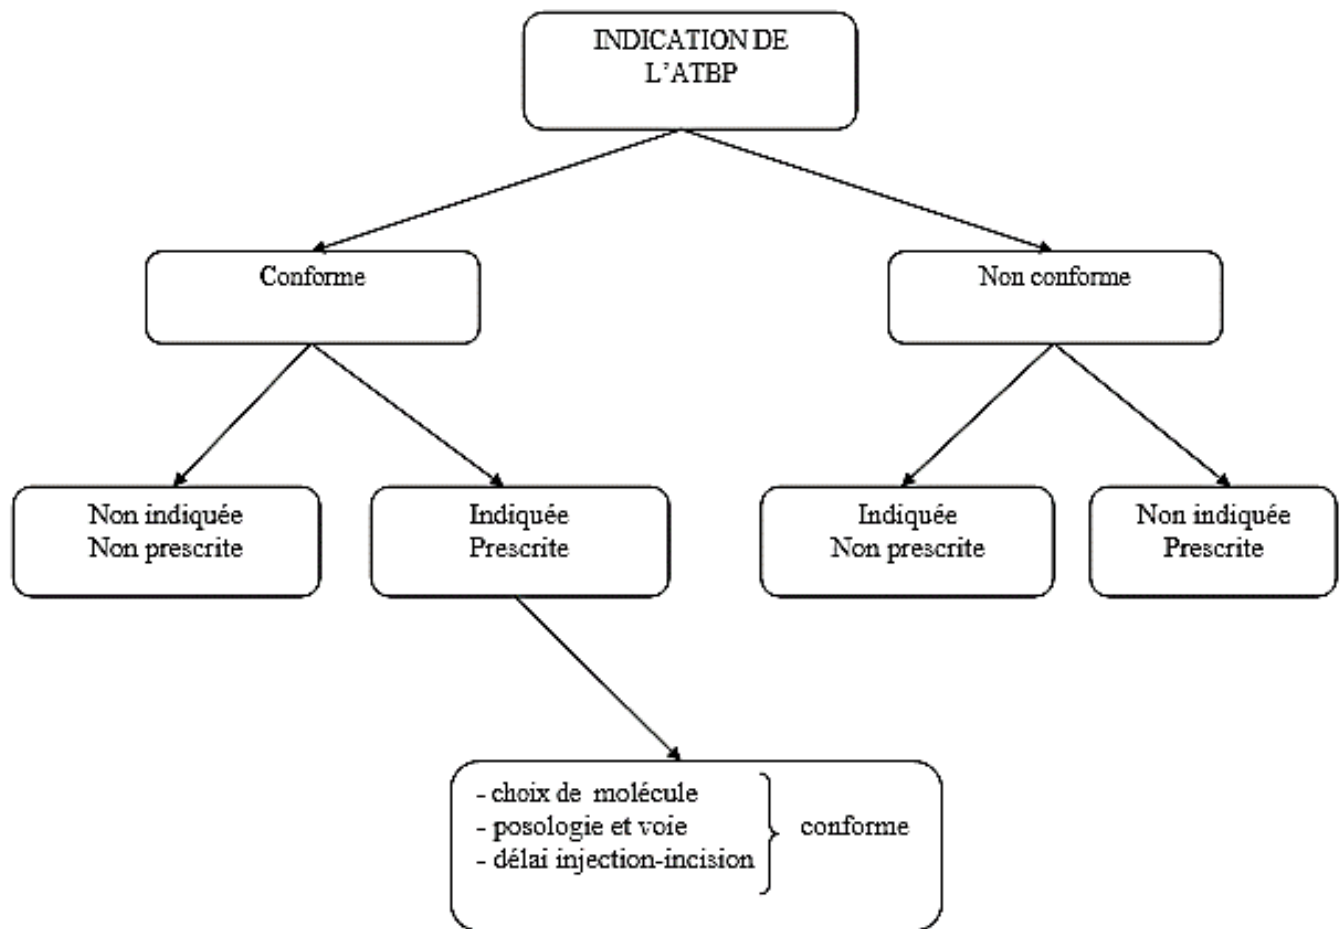 INDICATION DE
L'ATBP
Conforme
Non conforme
Non indiquée
Non prescrite
Indiquée
Prescrite
Indiquée
Non prescrite
Non indiquée
Prescrite
- choix de molécule
- posologie et voie
conforme
- délai injection-incision